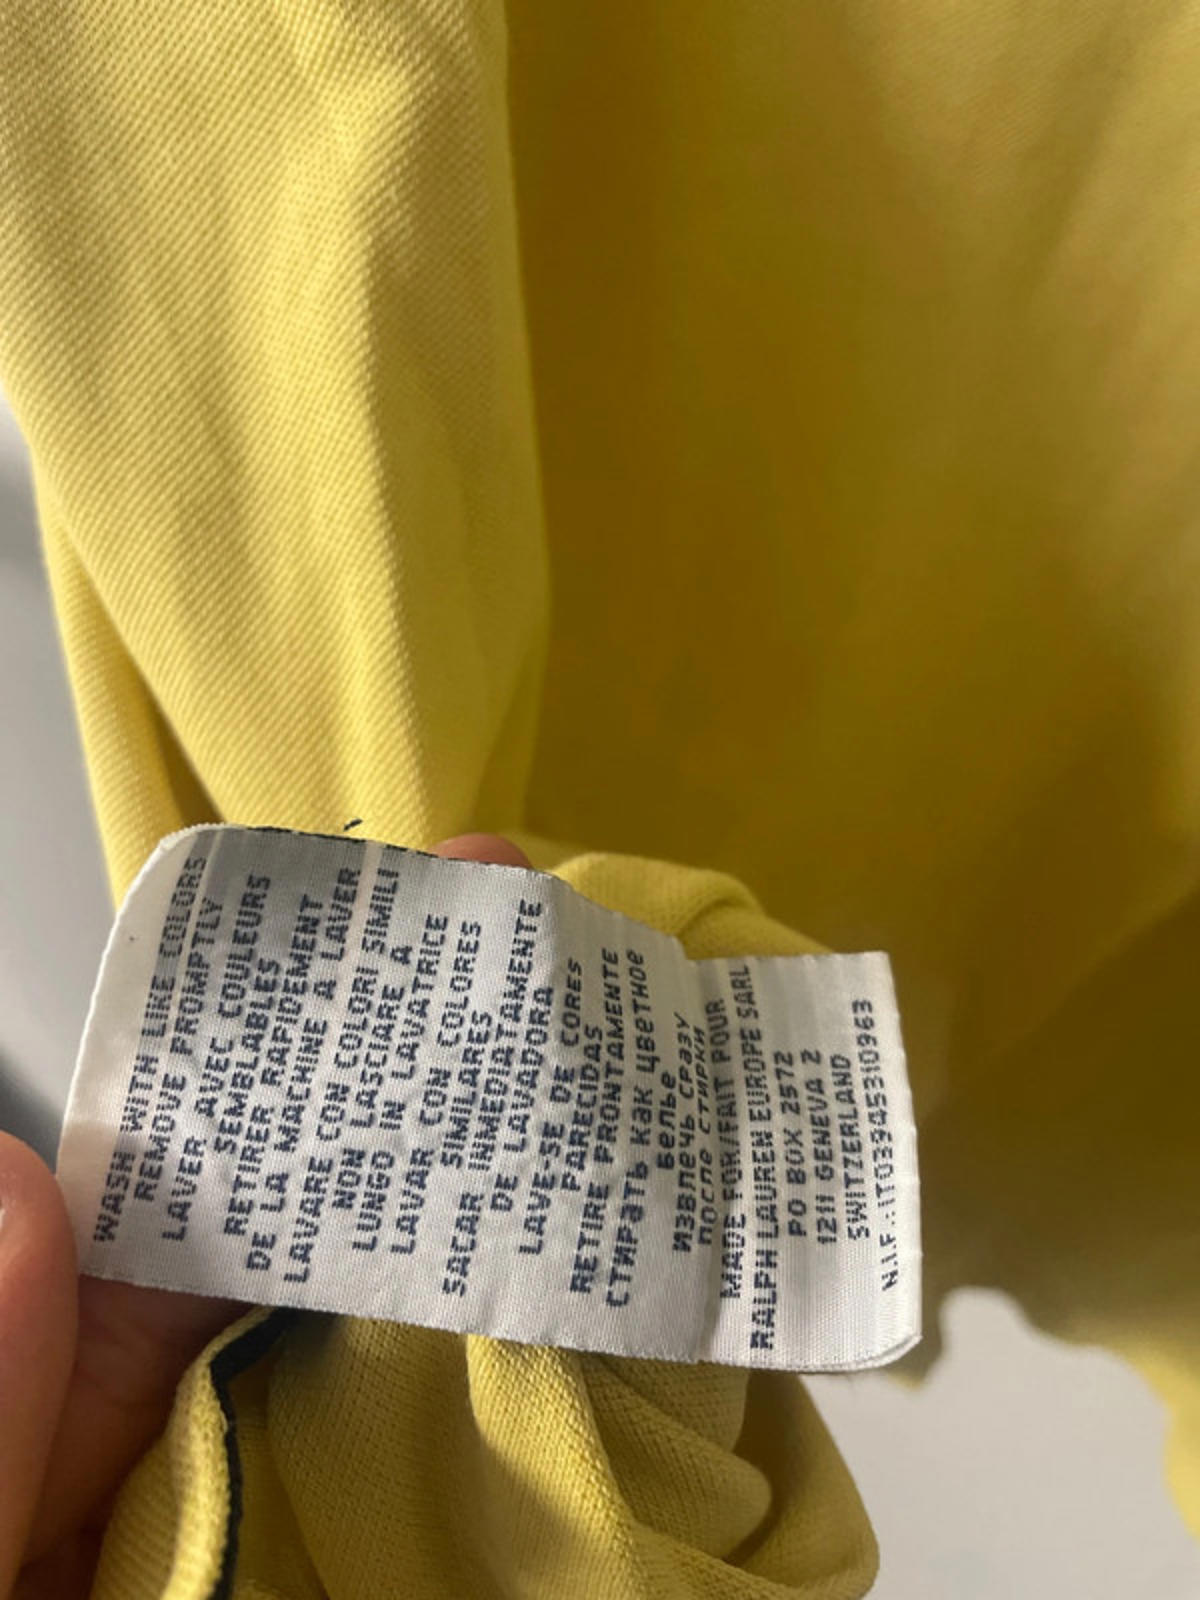 WASH WITH LIKE COLOURS
REMOVE PROMPTLY
LAVER AVEC COULEURS
SEMBLABLES
RETIRER RAPIDEMENT
DE LA MACHINE A LAVER
LAVARE CON COLORI SIMILI
NON LASCIARE A
LUNGO IN LAVATRICE
LAVAR CON COLORES
SIMILARES
SACAR INMEDIATAMENTE
DE LAVADORA
LAVE-SE DE CORES
PARECIDAS
RETIRE PRONTAMENTE
СТИРАТЬ КАК ЦВЕТНОЕ
БЕЛЬЕ
ИЗВЛЕЧЬ СРАЗУ
ПОСЛЕ СТИРКИ
MADE FOR/FAIT POUR
RALPH LAUREN EUROPE SARL
PO BOX 2572
1211 GENEVA 2
SWITZERLAND
N.I.F.:IT03945310963